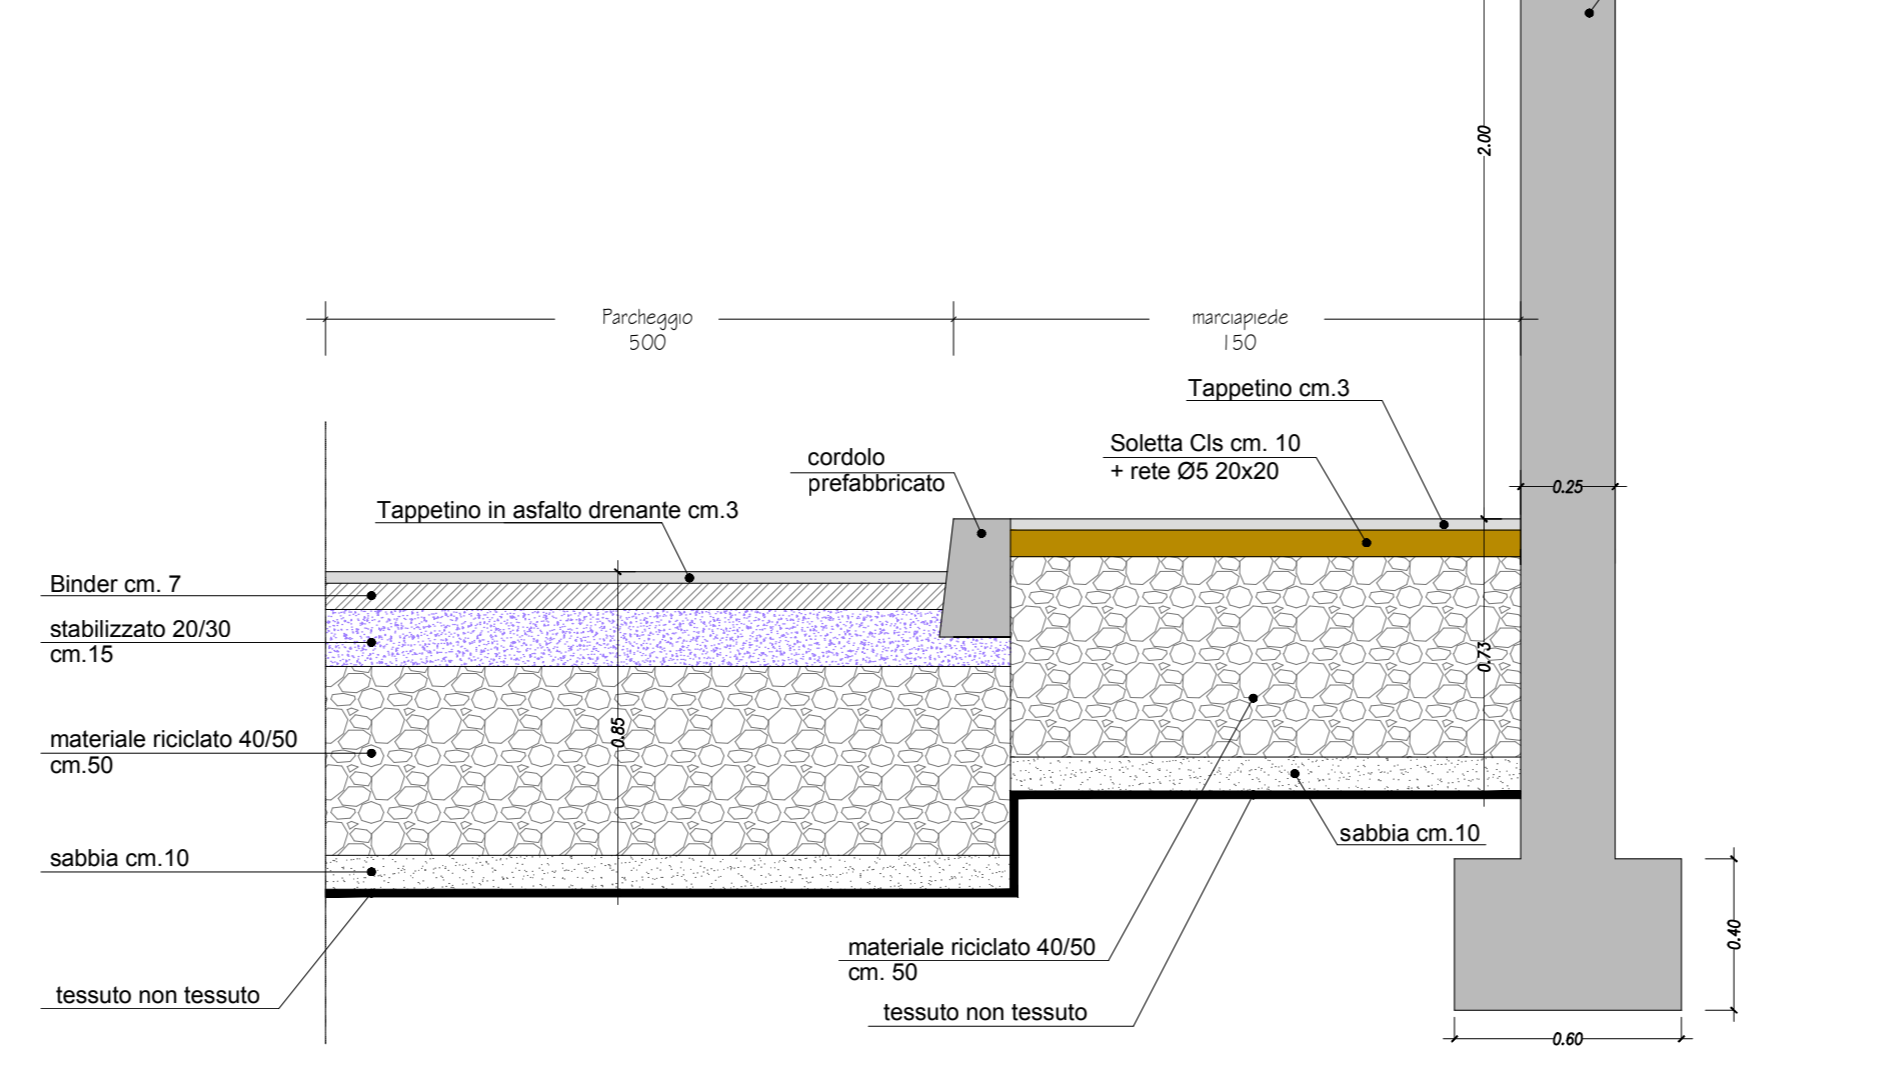 2.00
Parcheggio
500
marciapiede
150
Tappetino cm.3
Soletta Cls cm. 10
+ rete Ø5 20x20
cordolo
prefabbricato
0.25
Tappetino in asfalto drenante cm.3
Binder cm. 7
stabilizzato 20/30
cm.15
0.73
0.85
materiale riciclato 40/50
cm.50
sabbia cm.10
sabbia cm.10
materiale riciclato 40/50
cm. 50
0.40
tessuto non tessuto
tessuto non tessuto
0.60